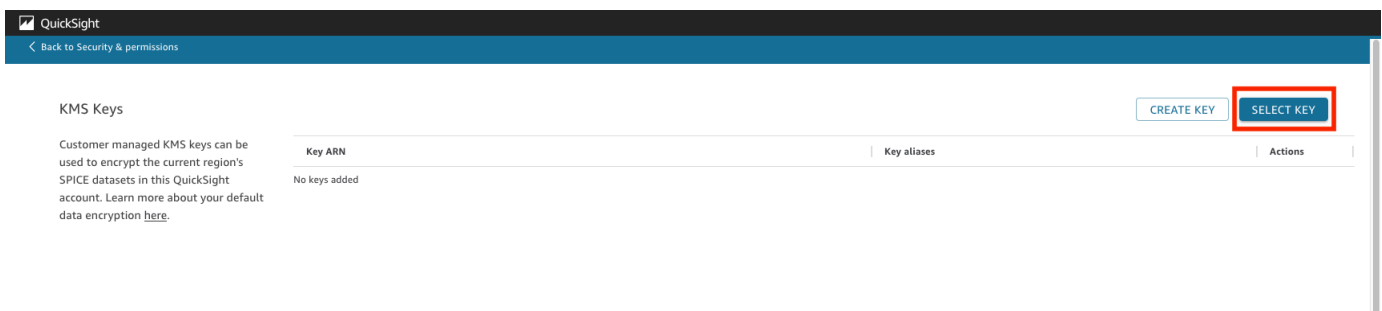 QuickSight
Back to Security & permissions
KMS Keys
CREATE KEY
SELECT KEY
Customer managed KMS keys can be
used to encrypt the current region's
SPICE datasets in this QuickSight
account. Learn more about your default
data encryption here.
Key ARN
Key aliases
Actions
No keys added